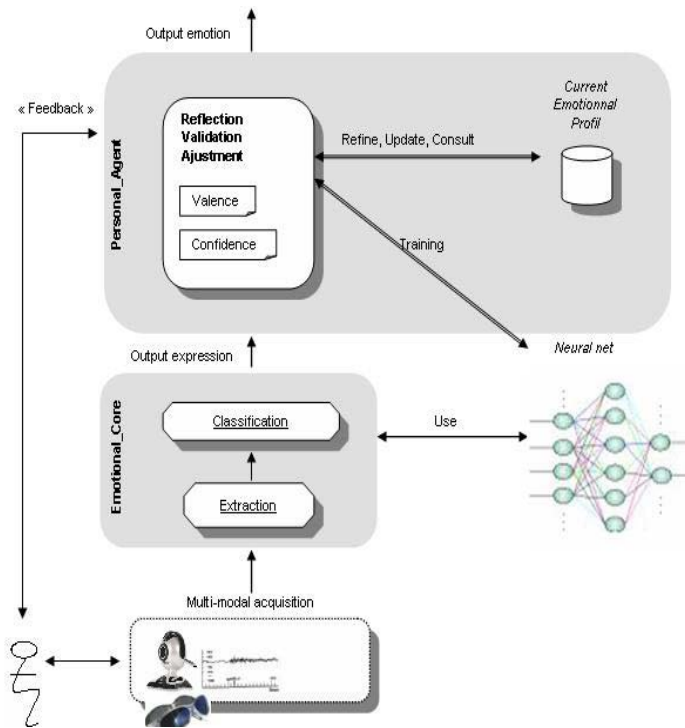 Output emotion
« Feedback »
Personal_Agent
Reflection
Validation
Ajustment
Valence
Confidence
Refine, Update, Consult
Current
Emotionnal
Profil
Training
Output expression
Neural net
Emotional_Core
Classification
Extraction
Use
Multi-modal acquisition